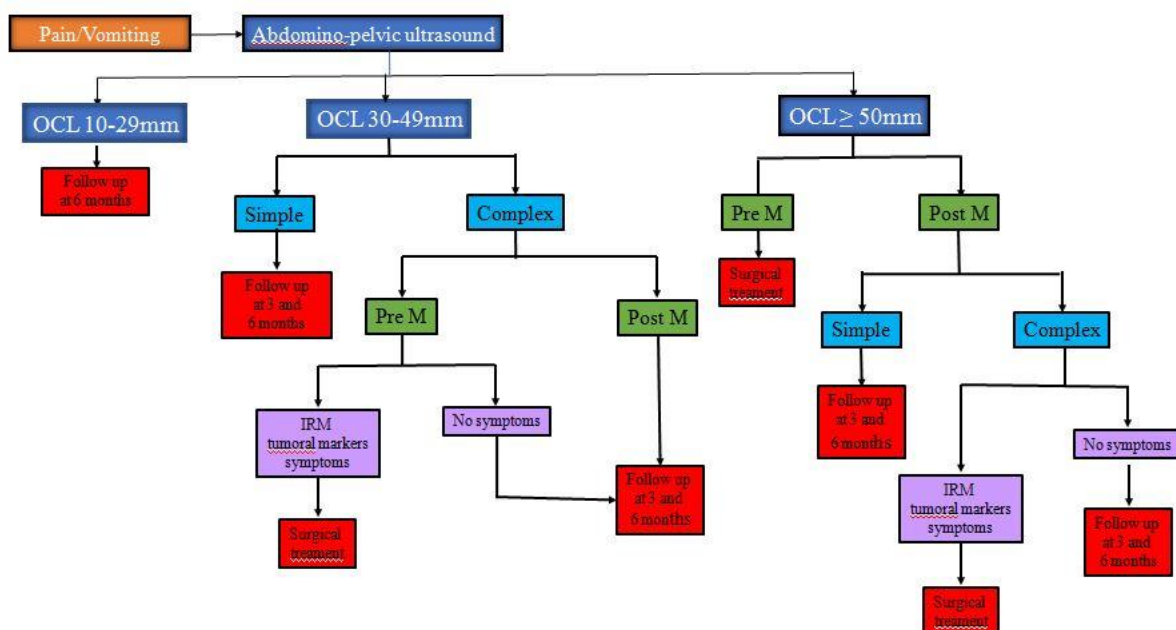 Pain/Vomiting
Abdomino-pelvic ultrasound
OCL 10-29mm
OCL 30-49mm
OCL ≥ 50mm
Follow up
at 6 months
Simple
Complex
Pre M
Post M
Follow up
at 3 and
6 months
Surgical
treament
Pre M
Post M
Simple
Complex
IRM
tumoral markers
symptoms
No symptoms
Follow up
at 3 and
6 months
No symptoms
Follow up
at 3 and
6 months
IRM
tumoral markers
symptoms
Surgical
treament
Follow up
at 3 and
6 months
Surgical
treament